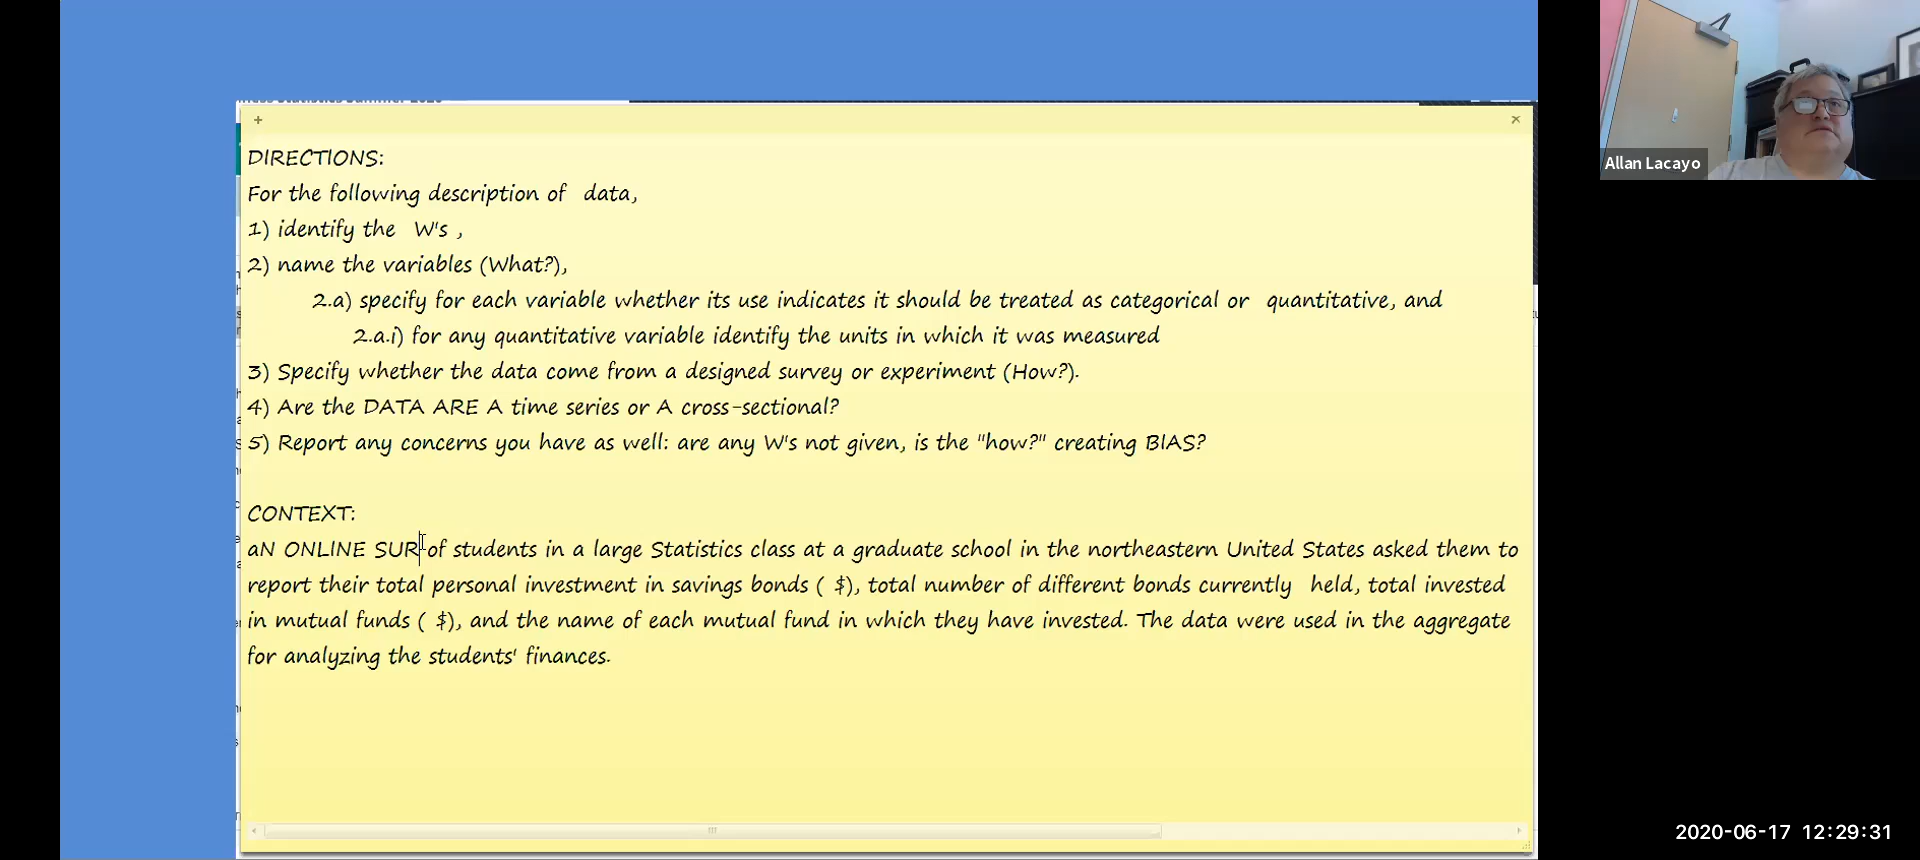 +
×
DIRECTIONS:
For the following description of data,
1) identify the W's ,
2) name the variables (What?),
2.a) specify for each variable whether its use indicates it should be treated as categorical or quantitative, and
2.a.i) for any quantitative variable identify the units in which it was measured
3) Specify whether the data come from a designed survey or experiment (How?).
4) Are the DATA ARE A time series or A cross-sectional?
5) Report any concerns you have as well: are any W's not given, is the "how?" creating BIAS?
CONTEXT:
aN ONLINE SUR of students in a large Statistics class at a graduate school in the northeastern United States asked them to
report their total personal investment in savings bonds ( $), total number of different bonds currently held, total invested
in mutual funds ( $), and the name of each mutual fund in which they have invested. The data were used in the aggregate
for analyzing the students' finances.
Allan Lacayo
2020-06-17 12:29:31